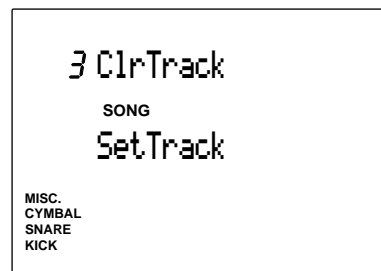 3 ClrTrack
SONG
SetTrack
MISC.
CYMBAL
SNARE
KICK